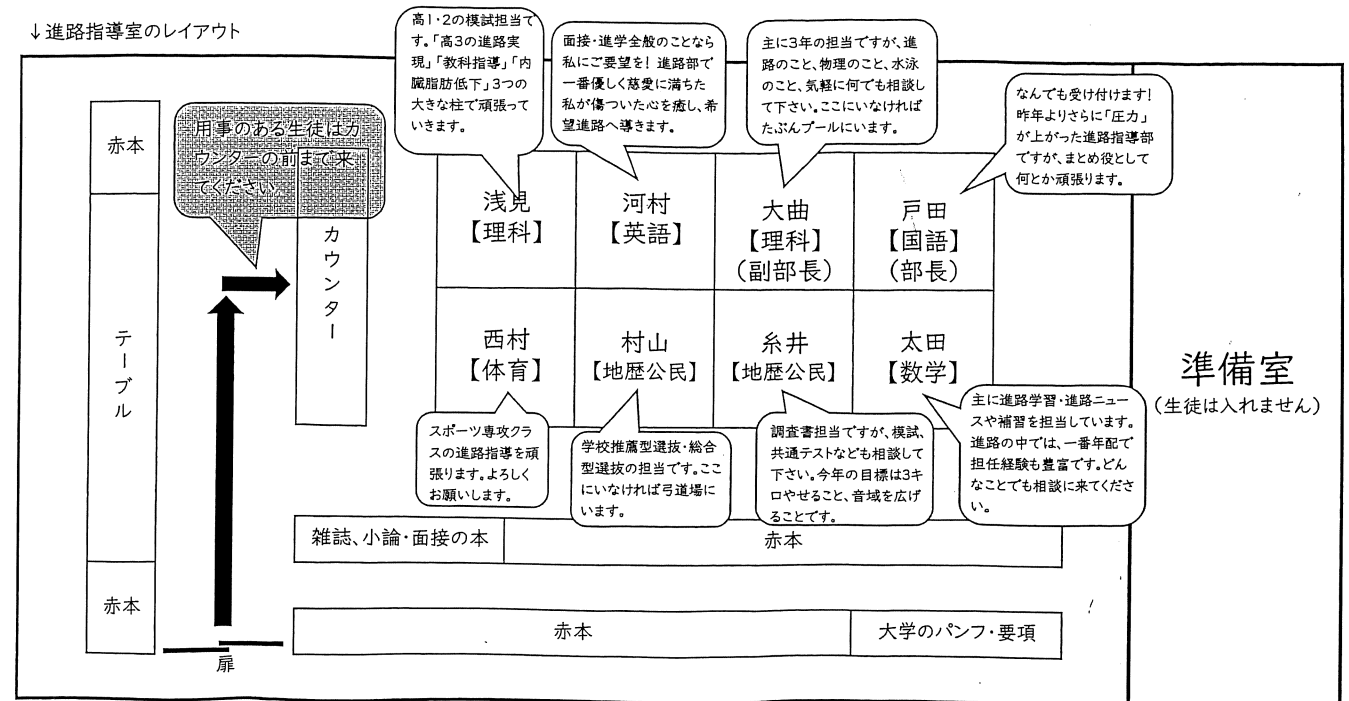 ↓進路指導室のレイアウト
高1・2の模試担当で
す。「高3の進路実
現」「教科指導」「内
臓脂肪低下」3つの
大きな柱で頑張って
いきます。
面接・進学全般のことなら
私にご要望を！進路部で
一番優しく慈愛に満ちた
私が傷ついた心を癒し、希
望進路へ導きます。
主に3年の担当ですが、進
路のこと、物理のこと、水泳
のこと、気軽に何でも相談し
て下さい。ここにいなければ
たぶんプールにいます。
なんでも受け付けます！
昨年よりさらに「圧力」
が上がった進路指導部
ですが、まとめ役として
何とか頑張ります。
赤本
用事のある生徒はカ
ウンターの前まで来
てください
カウンター
テーブル
赤本
浅見
【理科】
河村
【英語】
大曲
【理科】
（副部長）
戸田
【国語】
（部長）
西村
【体育】
村山
【地歴公民】
糸井
【地歴公民】
太田
【数学】
準備室
（生徒は入れません）
スポーツ専攻クラ
スの進路指導を頑
張ります。よろしく
お願いします。
学校推薦型選抜・総合
型選抜の担当です。ここ
にいなければ弓道場に
います。
調査書担当ですが、模試、
共通テストなども相談して
下さい。今年の目標は3キ
ロやせること、音域を広げ
ることです。
主に進路学習・進路ニュー
スや補習を担当しています。
進路の中では、一番年配で
担任経験も豊富です。どん
なことでも相談に来てくださ
い。
雑誌、小論・面接の本
赤本
赤本
大学のパンフ・要項
扉